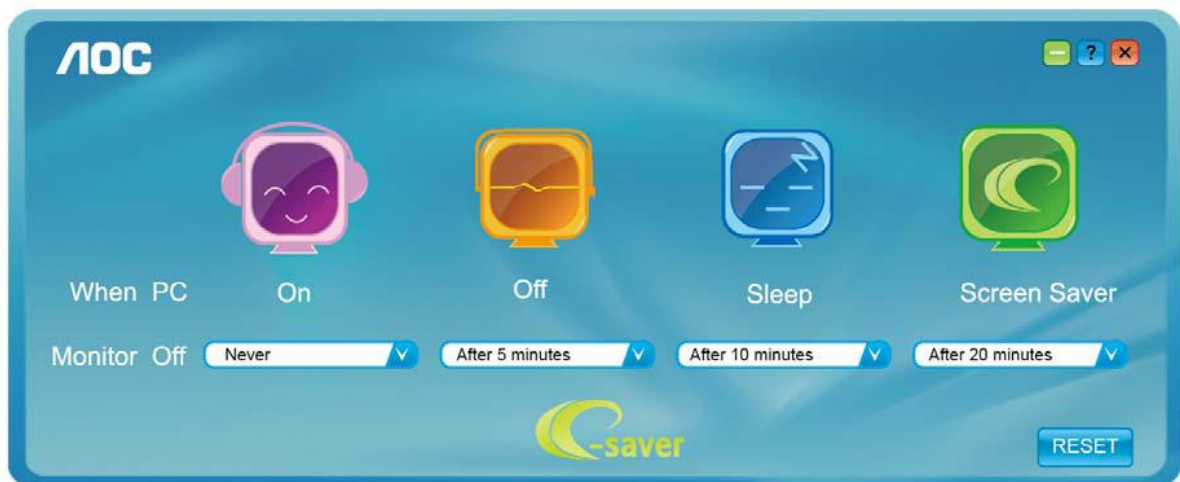 AOC
?
When PC On Off Sleep Screen Saver
Monitor Off Never After 5 minutes After 10 minutes After 20 minutes
e-saver
RESET